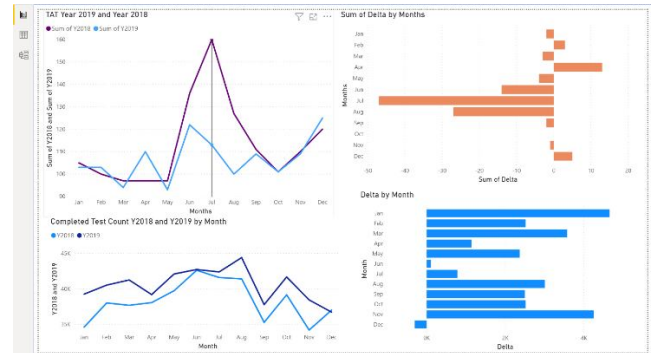 TAT Year 2019 and Year 2018
Sum of Y2018 Sum of Y2019
160
140
130
120
110
100
90
Sum of Y2018 and Sum of Y2019
Jan Feb Mar Apr May Jun Jul Aug Sep Oct Nov Dec
Months
Sum of Delta by Months
Jan
Feb
Mar
Apr
May
Jun
Jul
Aug
Sep
Oct
Nov
Dec
Months
-50 -40 -30 -20 -10 0 10 20
Sum of Delta
Completed Test Count Y2018 and Y2019 by Month
Y2018 Y2019
45K
40K
35K
Y2018 and Y2019
Jan Feb Mar Apr May Jun Jul Aug Sep Oct Nov Dec
Month
Delta by Month
Jan
Feb
Mar
Apr
May
Jun
Jul
Aug
Sep
Oct
Nov
Dec
Month
0K 2K 4K
Delta